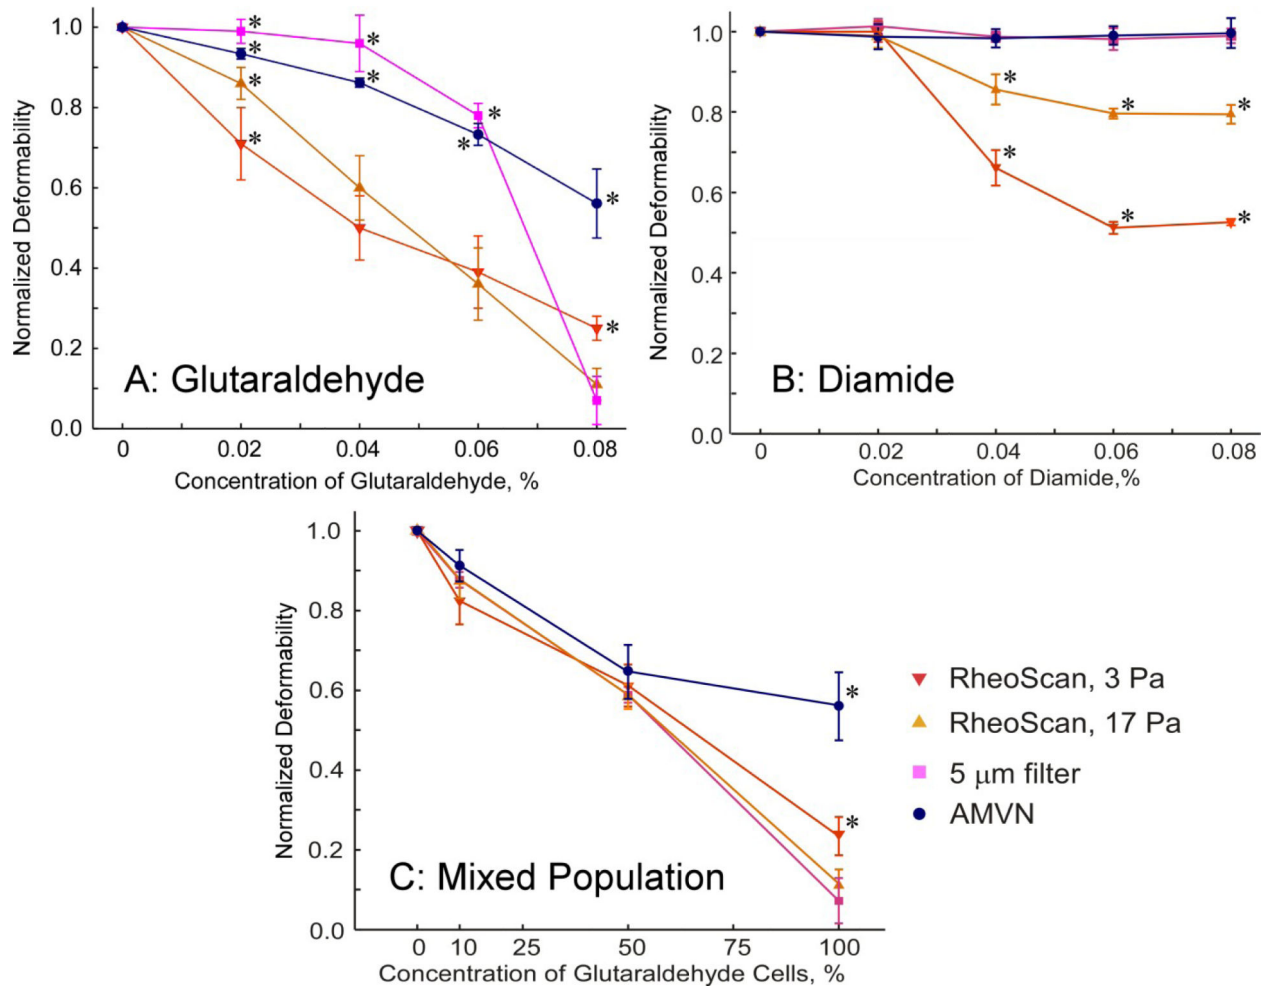 1.0
0.8
0.6
0.4
0.2
0.0
Normalized Deformability
* * * * * * * * * *
A: Glutaraldehyde
0 0.02 0.04 0.06 0.08
Concentration of Glutaraldehyde, %
1.0
0.8
0.6
0.4
0.2
0.0
Normalized Deformability
* * * * * *
B: Diamide
0 0.02 0.04 0.06 0.08
Concentration of Diamide,%
1.0
0.8
0.6
0.4
0.2
0.0
Normalized Deformability
*
*
C: Mixed Population
0 10 25 50 75 100
Concentration of Glutaraldehyde Cells, %
RheoScan, 3 Pa
RheoScan, 17 Pa
5 μm filter
AMVN